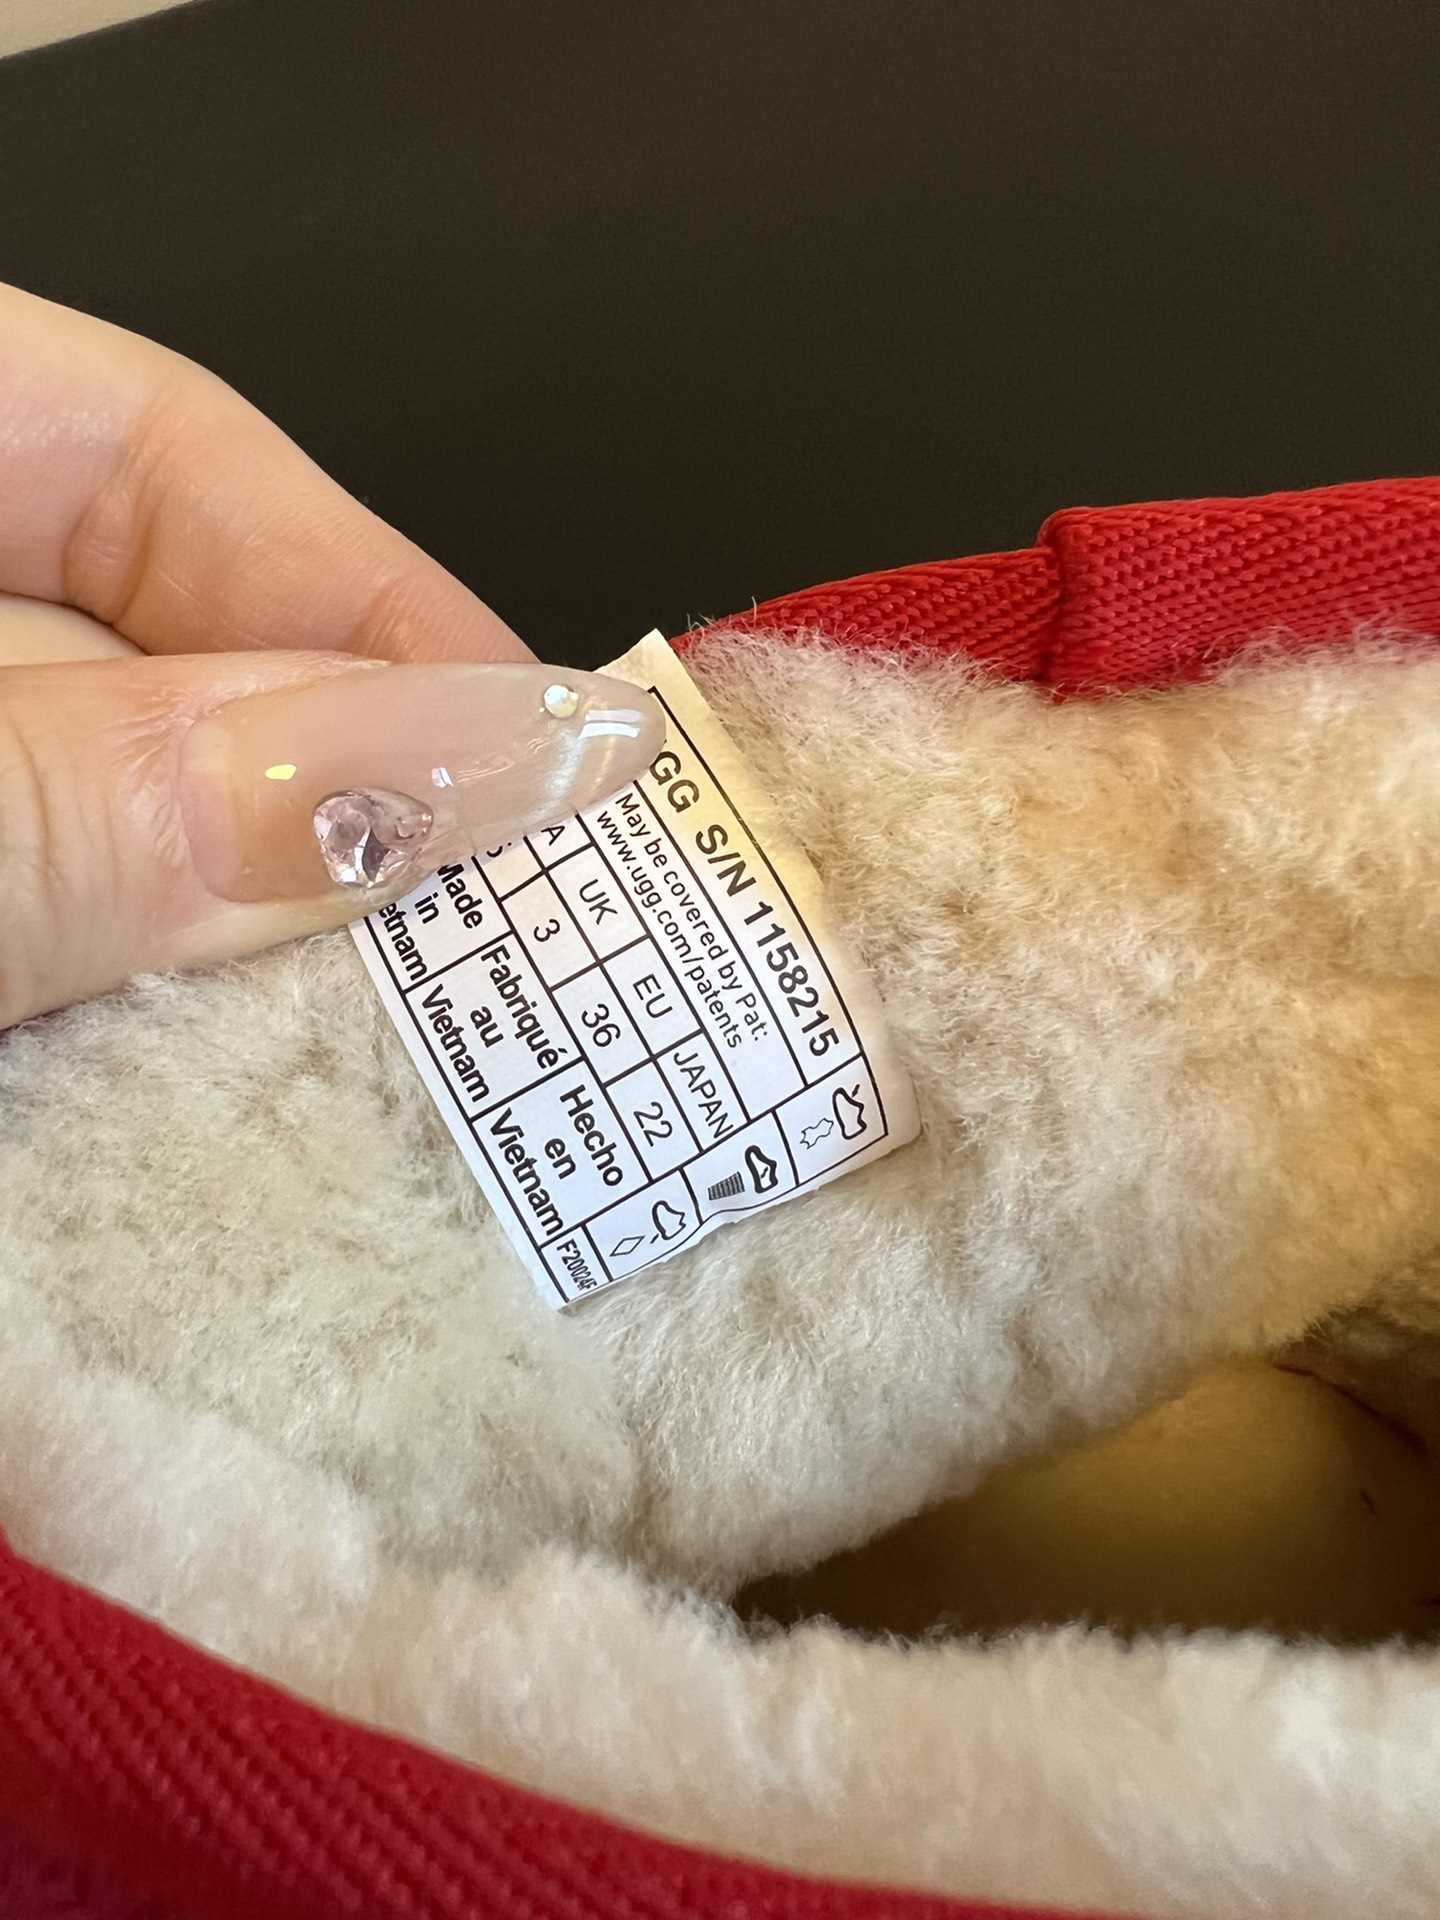 GG S/N 1158215
May be covered by Pat:
www.ugg.com/patents
A UK EU JAPAN
3 36 22
Made in Vietnam
Fabriqué au Vietnam
Hecho en Vietnam
F20024F